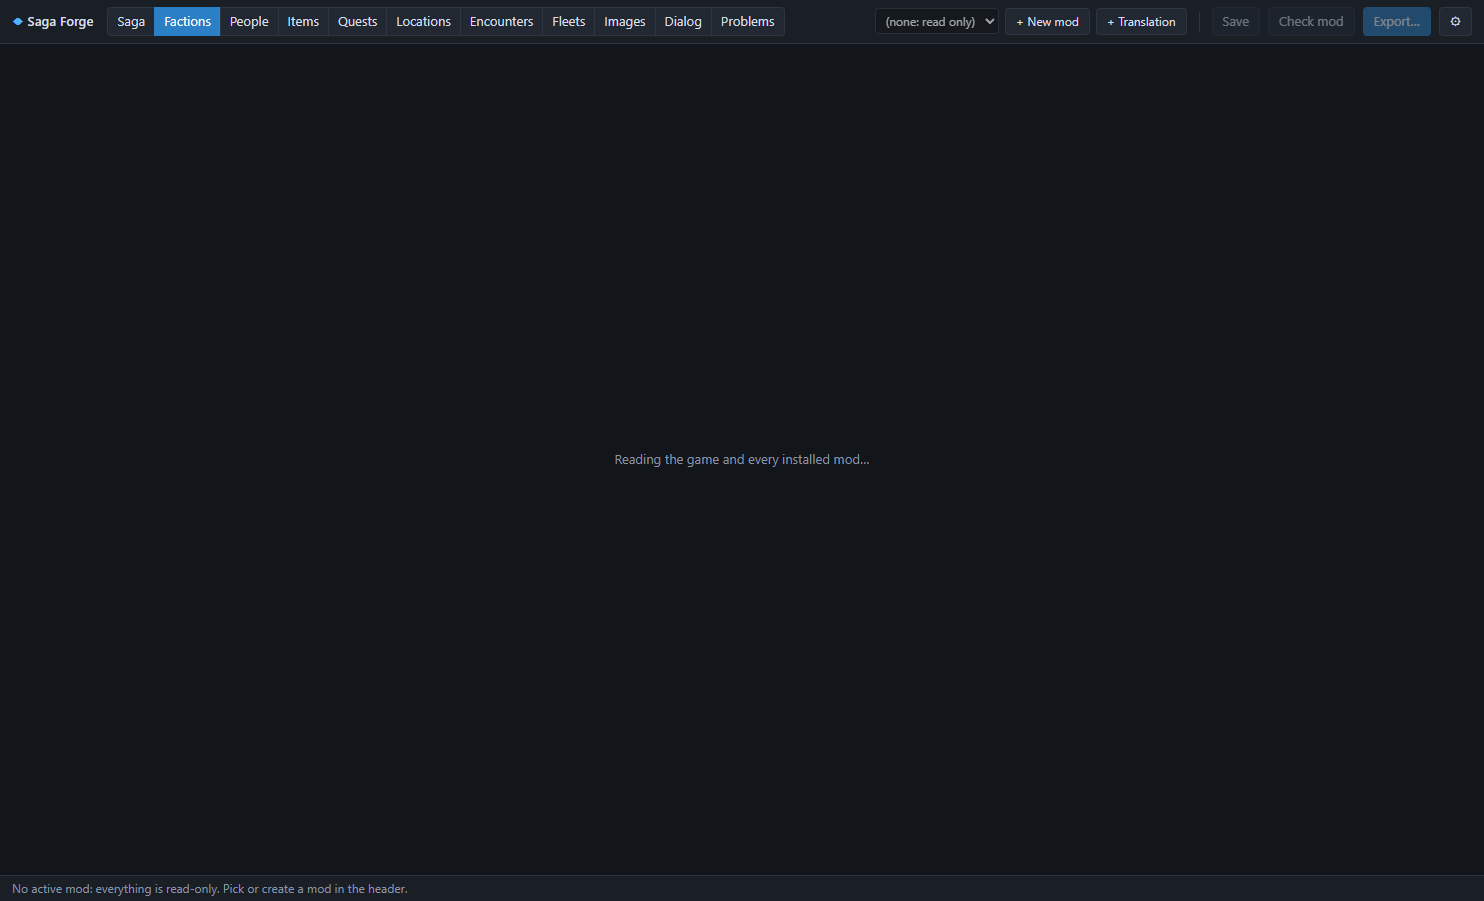 Saga Forge Saga Factions People Items Quests Locations Encounters Fleets Images Dialog Problems (none: read only) + New mod + Translation Save Check mod Export...
Reading the game and every installed mod...
No active mod: everything is read-only. Pick or create a mod in the header.